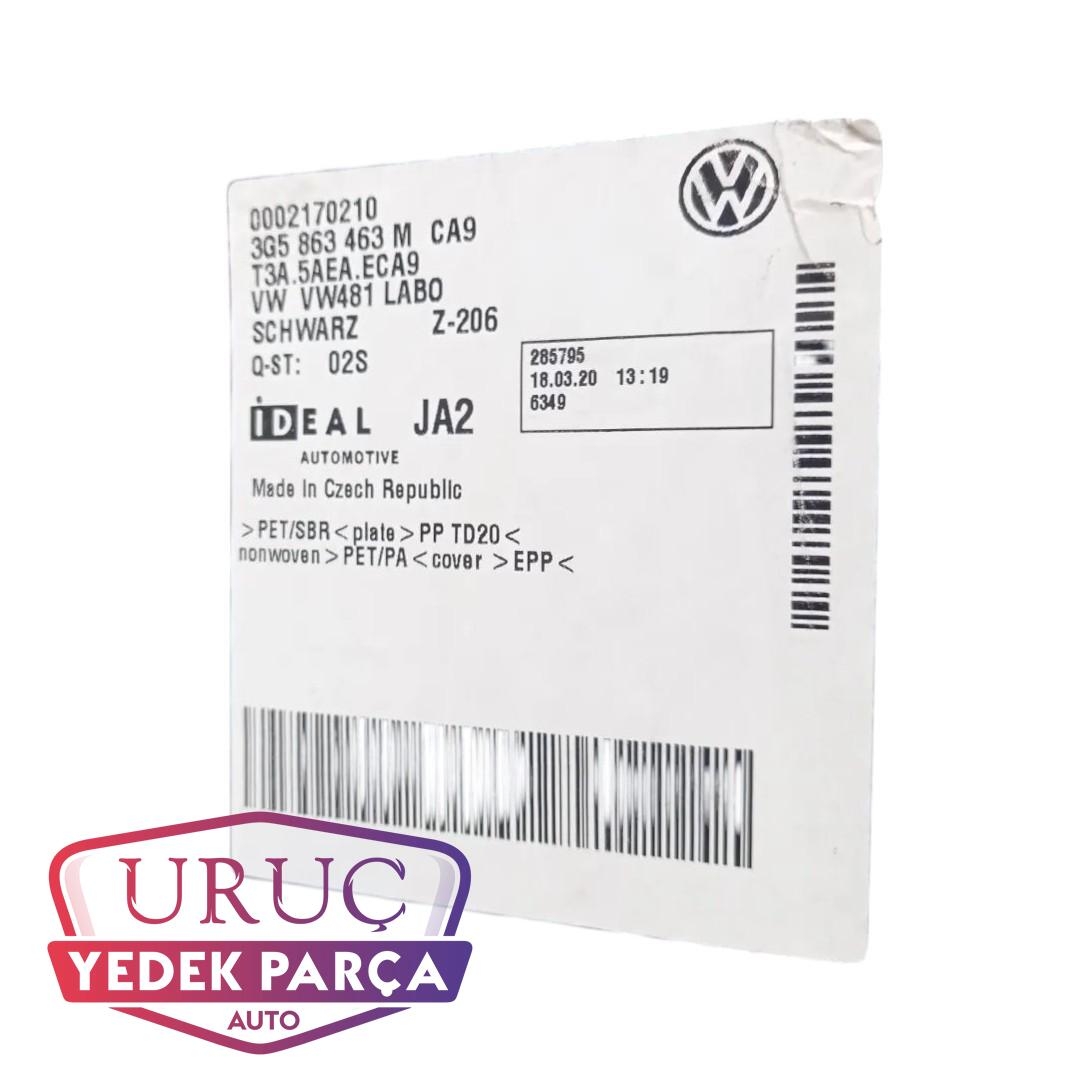 0002170210
3G5 863 463 M CA9
T3A.5AEA.ECA9
VW VW481 LABO
SCHWARZ Z-206
Q-ST: 02S
285795
18.03.20 13:19
6349
iDEAL JA2
AUTOMOTIVE
Made In Czech Republic
>PET/SBR<plate>PP TD20<
nonwoven>PET/PA<cover >EPP<
URUÇ
YEDEK PARÇA
AUTO